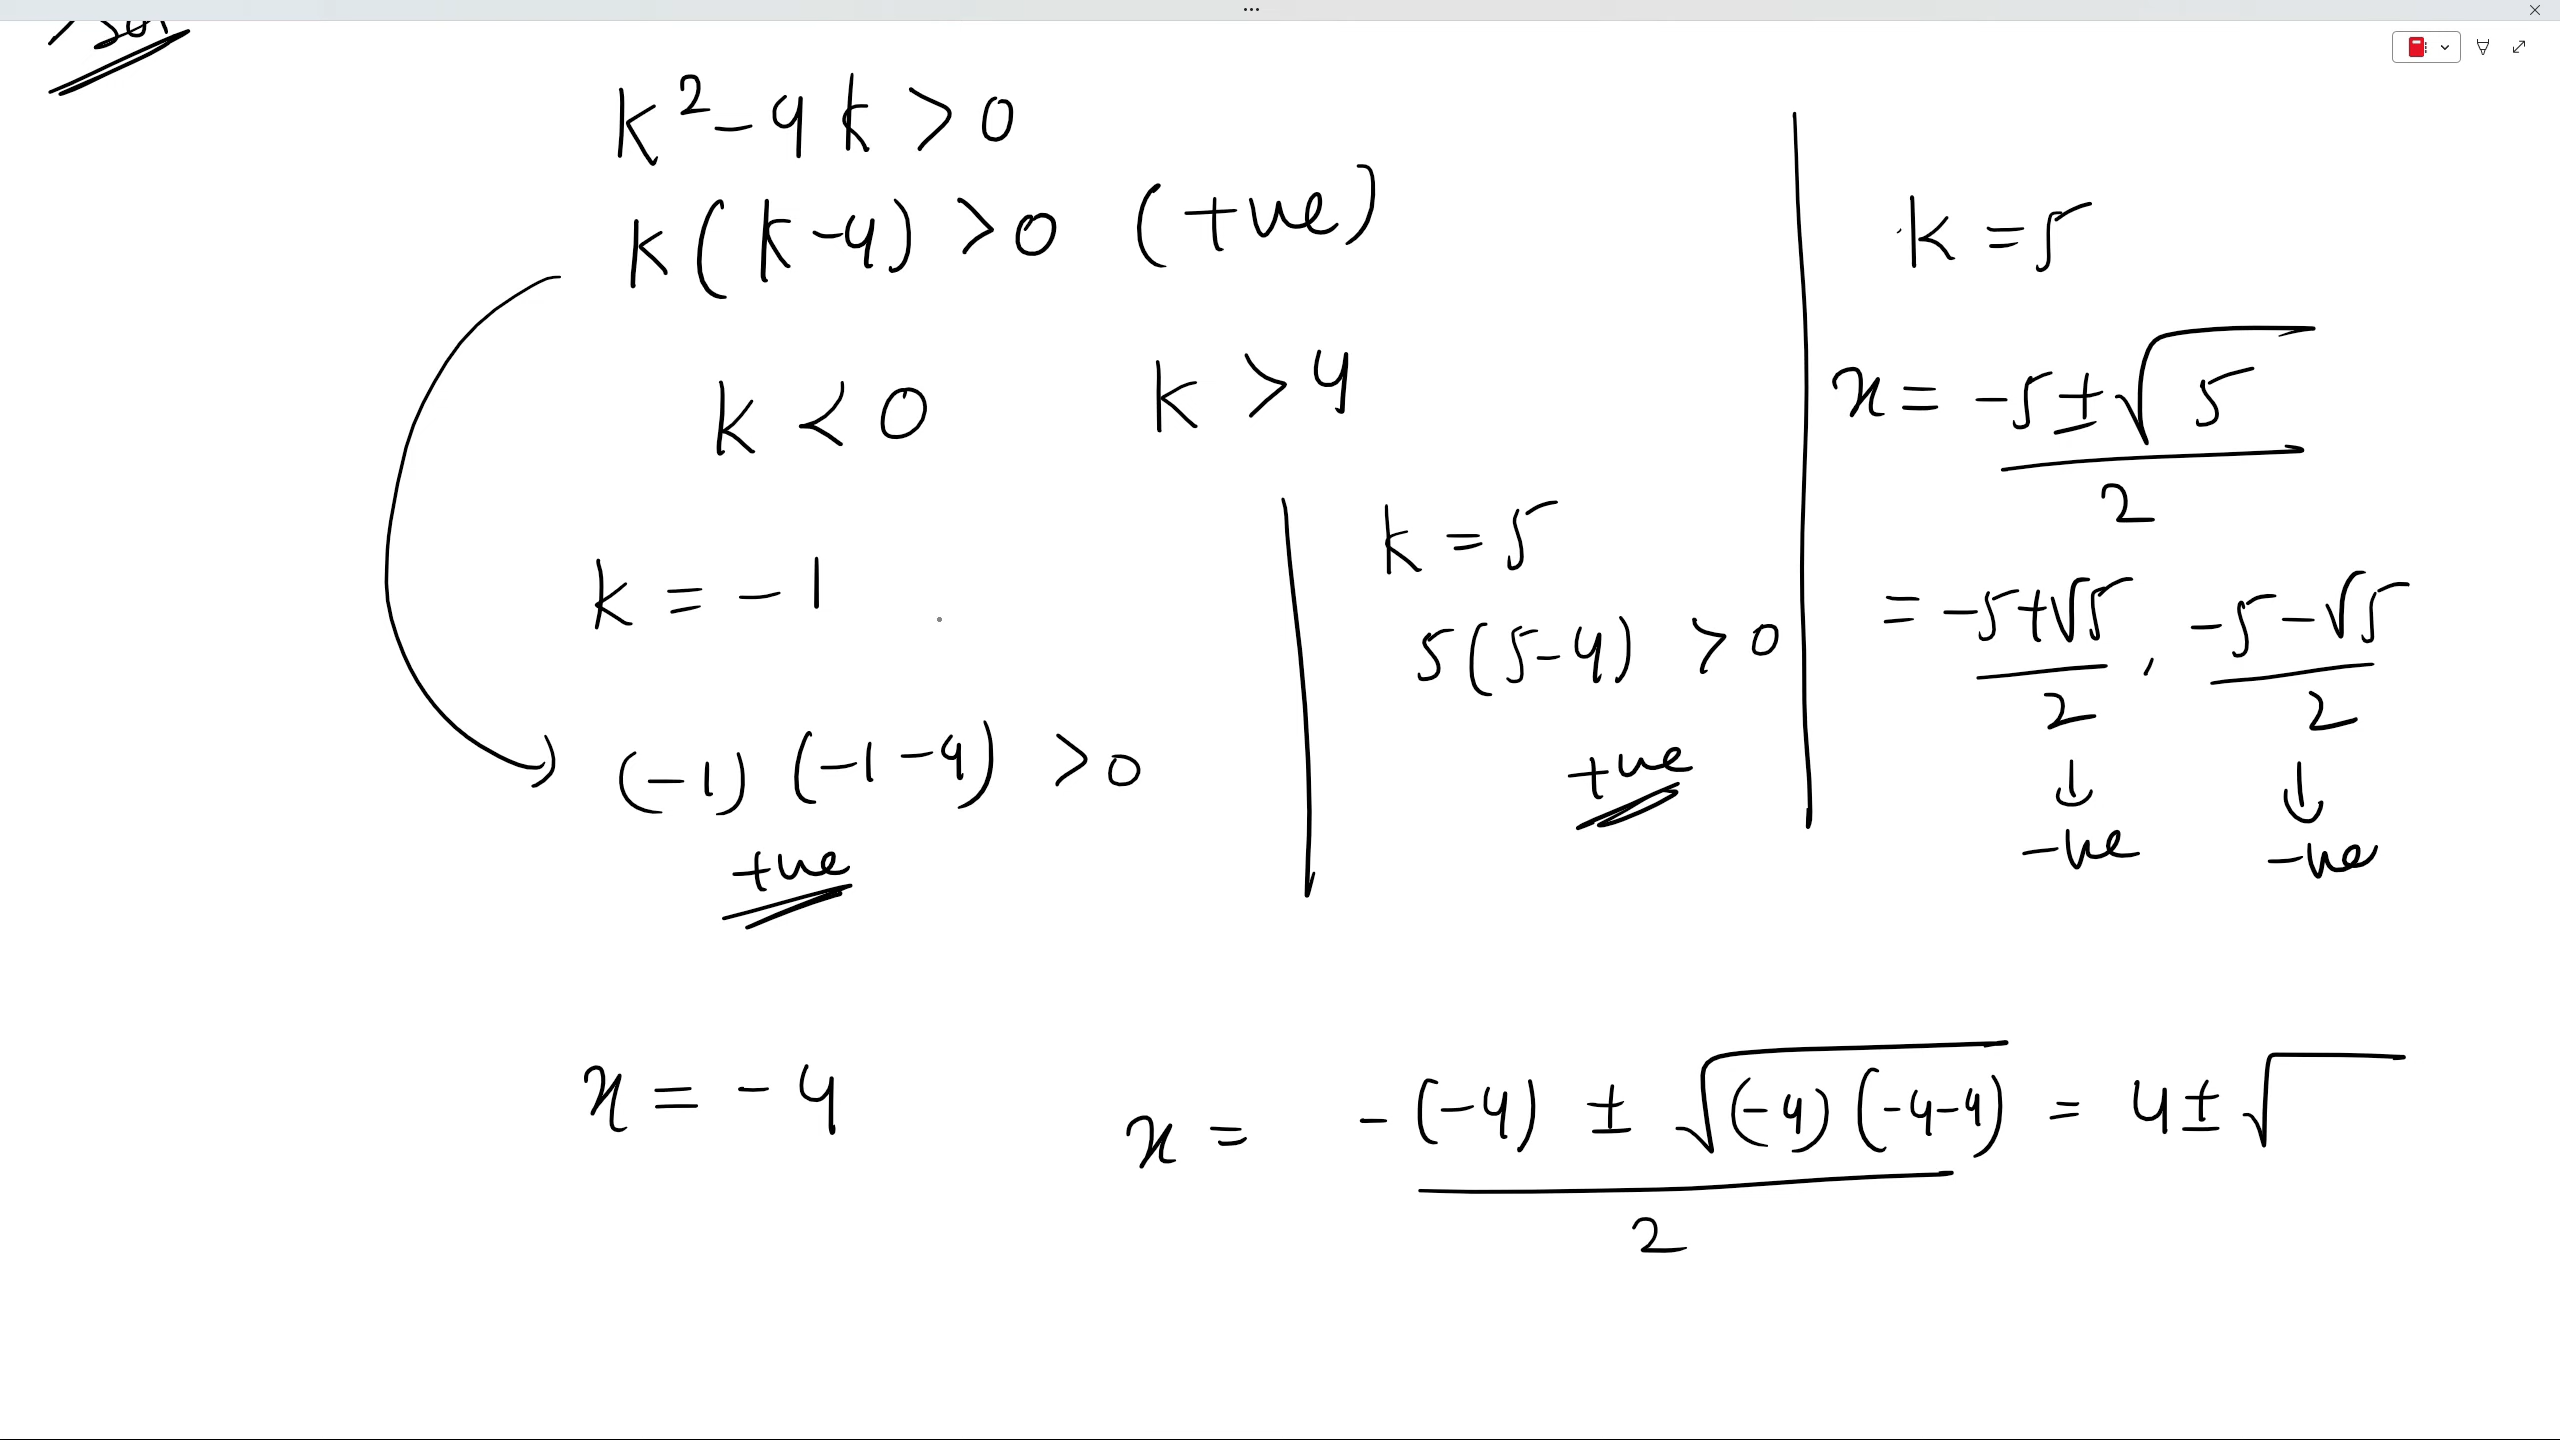 k² - 4k > 0
k(k-4) > 0 (+ve)
k < 0 k > 4
k = -1
(-1) (-1-4) > 0
+ve
k = 5
5(5-4) > 0
+ve
k = 5
x = (-5 ± √5)/2
= (-5+√5)/2 , (-5-√5)/2
↓ ↓
-ve -ve
x = -4
x = (-(-4) ± √((-4)(-4-4)))/2 = 4 ± √